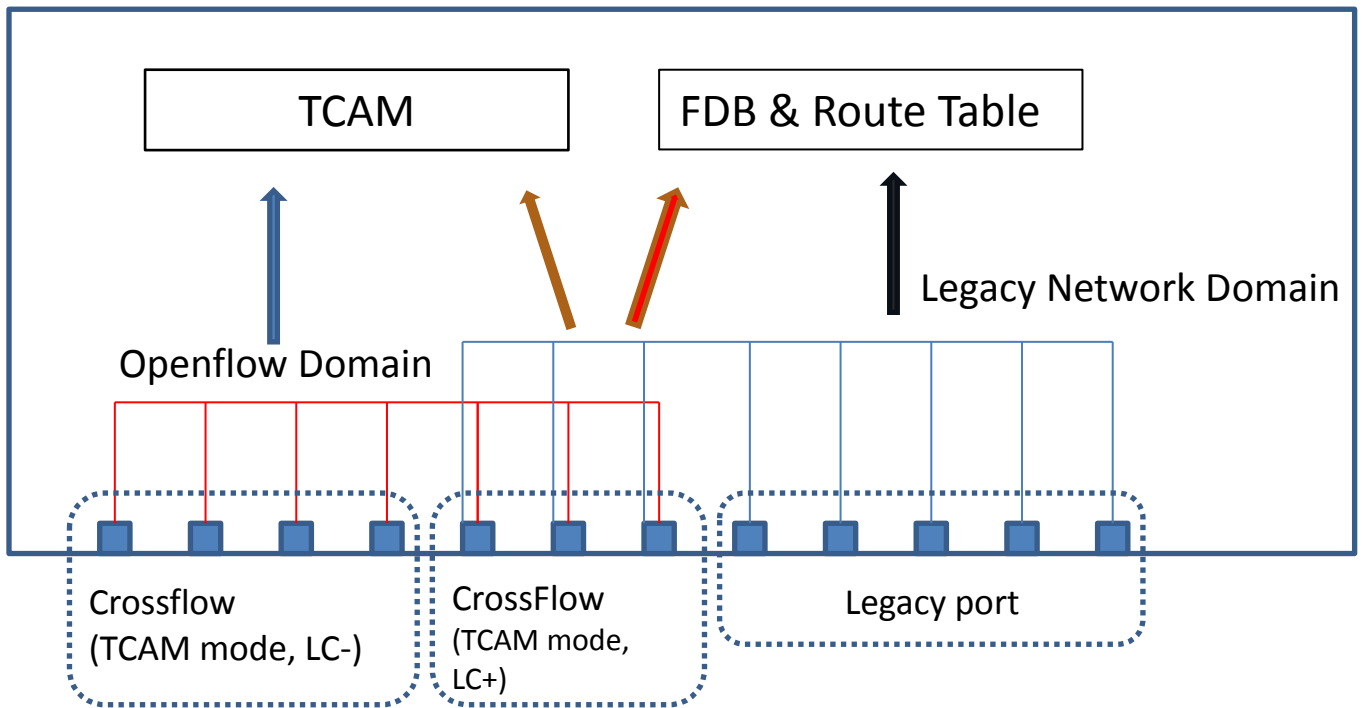 TCAM
FDB & Route Table
Legacy Network Domain
Openflow Domain
Crossflow
(TCAM mode, LC-)
CrossFlow
(TCAM mode,
LC+)
Legacy port